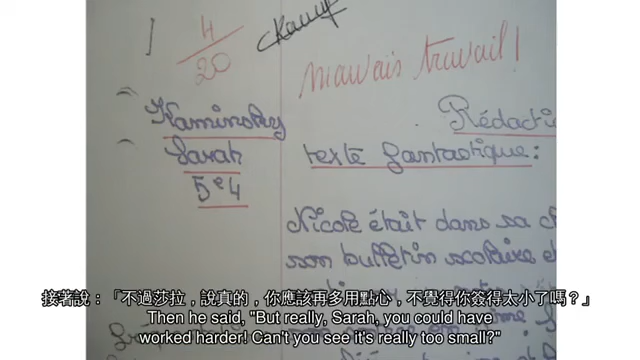 4/20
mauvais travail !
Kaminsky
Rédacti
Sarah
texte fantastique :
5e4
Nicole était dans sa c
son bulletin scolaire et
接著說：「不過莎拉，說真的，你應該再多用點心，不覺得你簽得太小了嗎？」
Then he said, "But really, Sarah, you could have
worked harder! Can't you see it's really too small?"